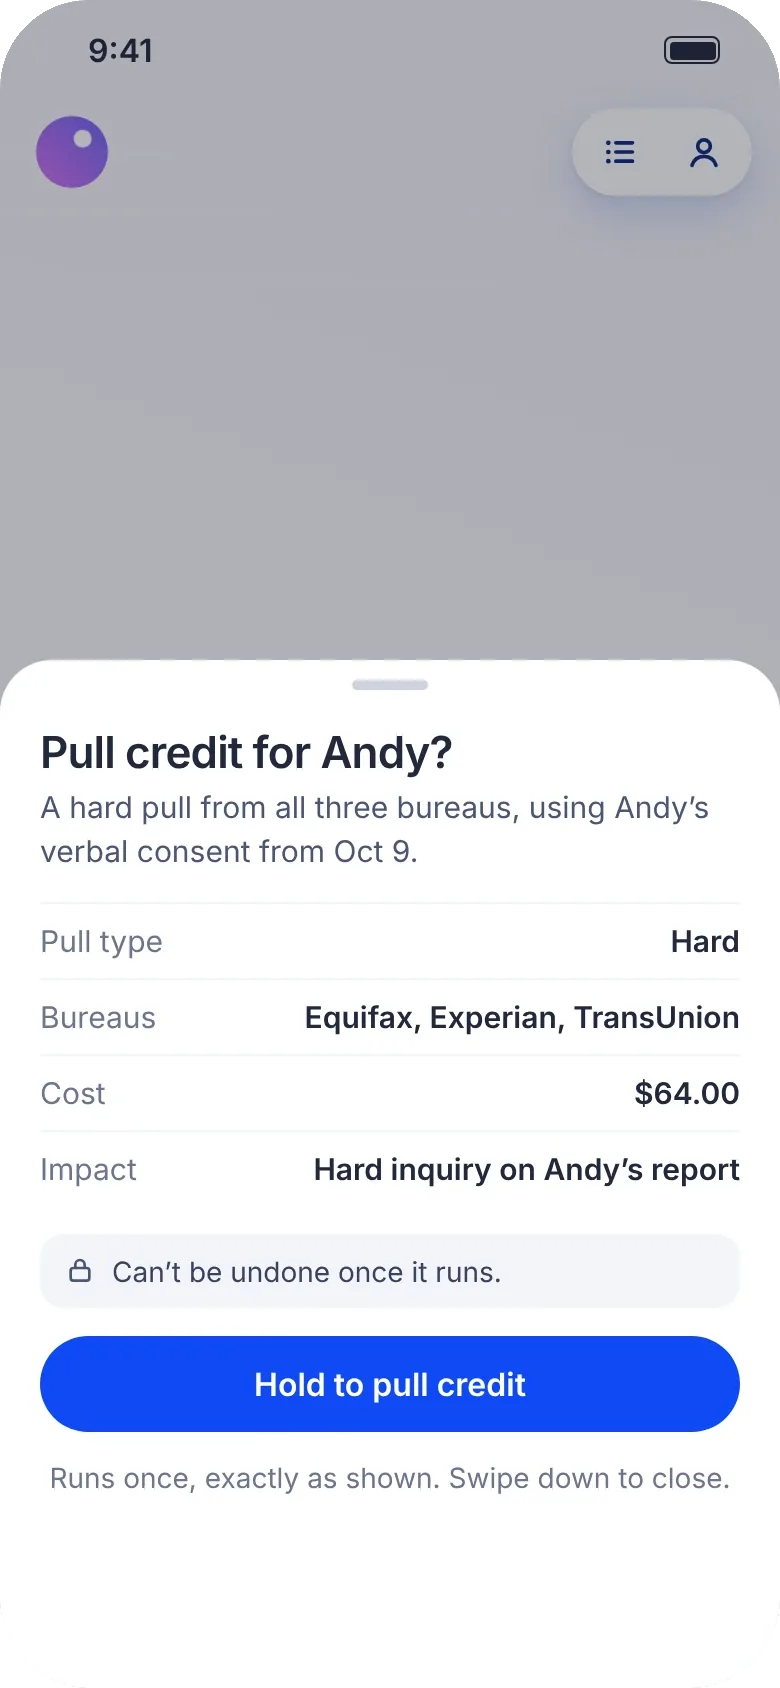 9:41
Pull credit for Andy?
A hard pull from all three bureaus, using Andy’s
verbal consent from Oct 9.
Pull type Hard
Bureaus Equifax, Experian, TransUnion
Cost $64.00
Impact Hard inquiry on Andy’s report
Can’t be undone once it runs.
Hold to pull credit
Runs once, exactly as shown. Swipe down to close.